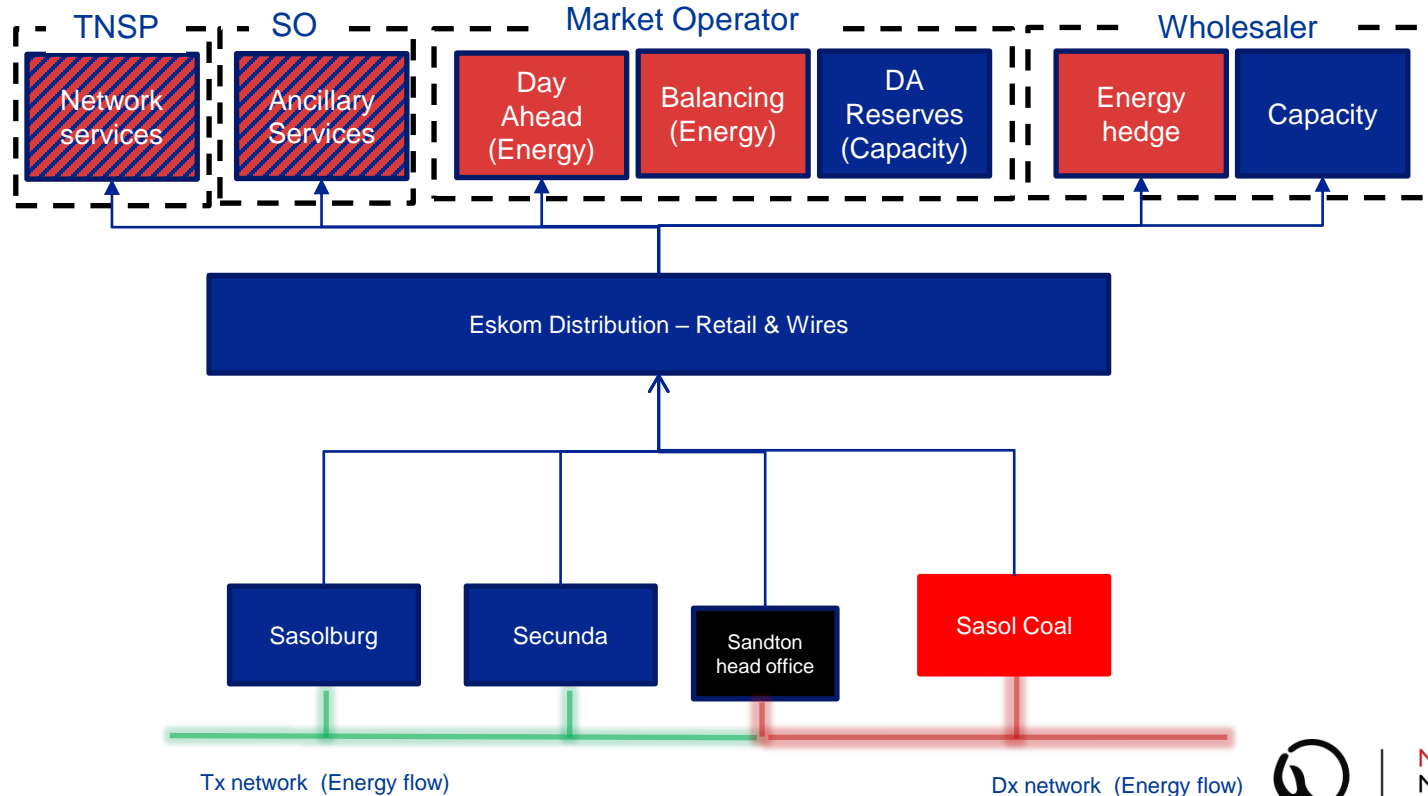 TNSP
SO
Market Operator
Wholesaler
Network
services
Ancillary
Services
Day
Ahead
(Energy)
Balancing
(Energy)
DA
Reserves
(Capacity)
Energy
hedge
Capacity
Eskom Distribution – Retail & Wires
Sasolburg
Secunda
Sandton
head office
Sasol Coal
Tx network (Energy flow)
Dx network (Energy flow)